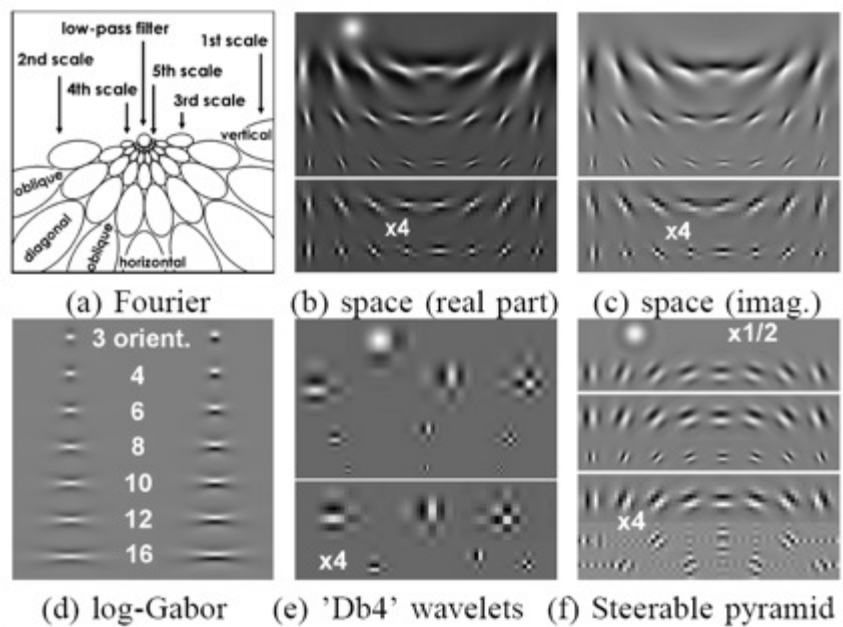 low-pass filter
1st scale
2nd scale
5th scale
4th scale
3rd scale
vertical
oblique
diagonal
oblique
horizontal
x4
x4
(a) Fourier (b) space (real part) (c) space (imag.)
3 orient.
4
6
8
10
12
16
x4
x1/2
x4
(d) log-Gabor (e) 'Db4' wavelets (f) Steerable pyramid